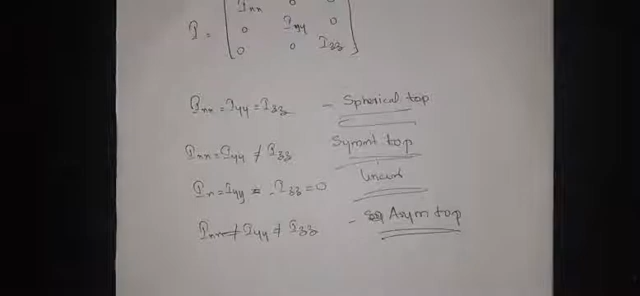 Ixx 0 0
I = 0 Iyy 0
0 0 Izz
Ixx = Iyy = Izz - Spherical top
Ixx = Iyy ≠ Izz Symmt top
Ix = Iyy = . Izz = 0 Linear
Ixx ≠ Iyy ≠ Izz - Asym top